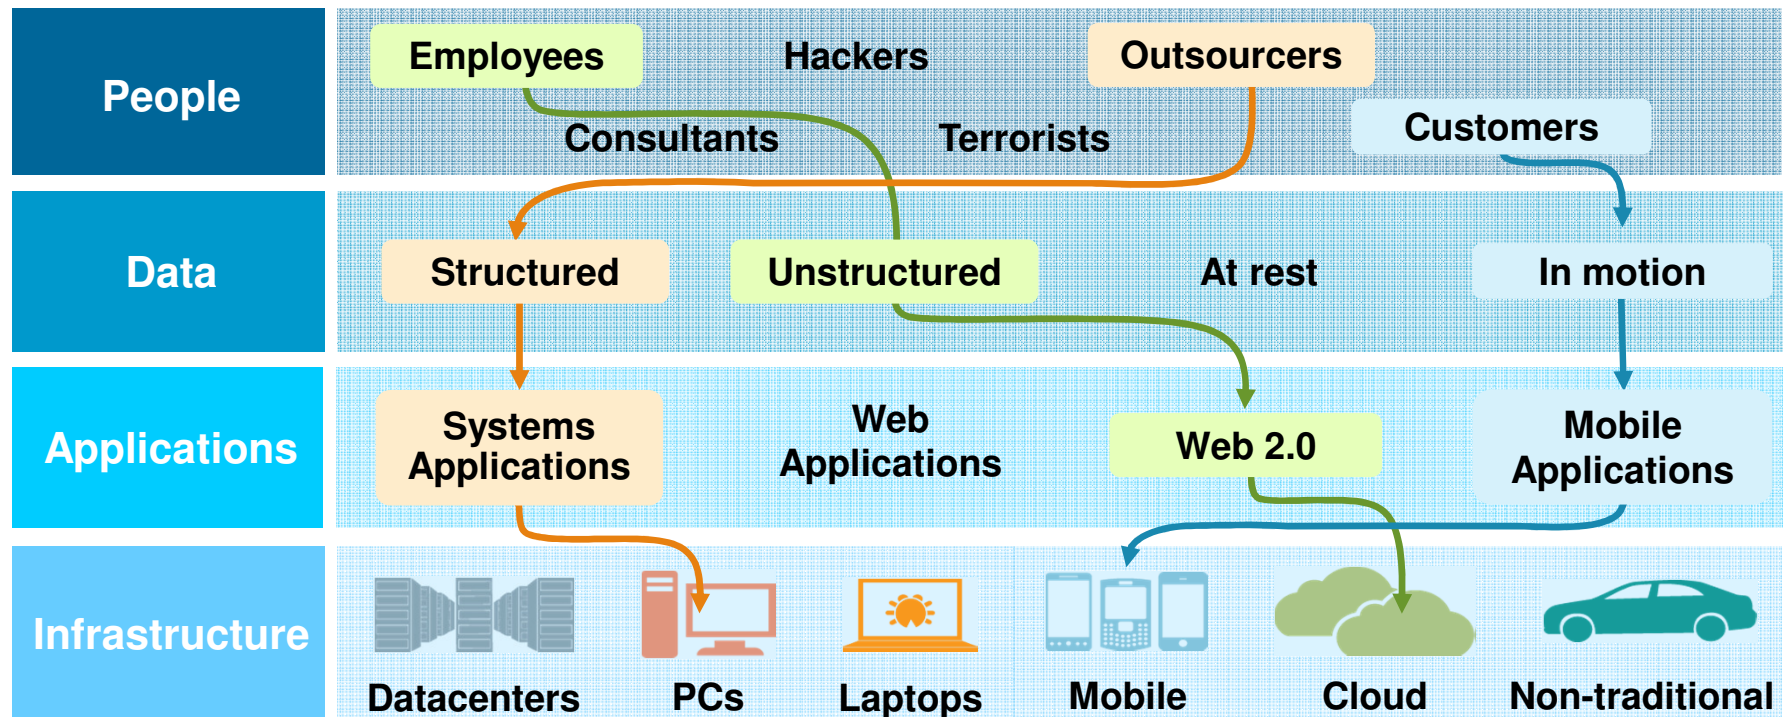 People
Employees
Hackers
Outsourcers
Consultants
Terrorists
Customers
Data
Structured
Unstructured
At rest
In motion
Applications
Systems
Applications
Web
Applications
Web 2.0
Mobile
Applications
Infrastructure
Datacenters
PCs
Laptops
Mobile
Cloud
Non-traditional